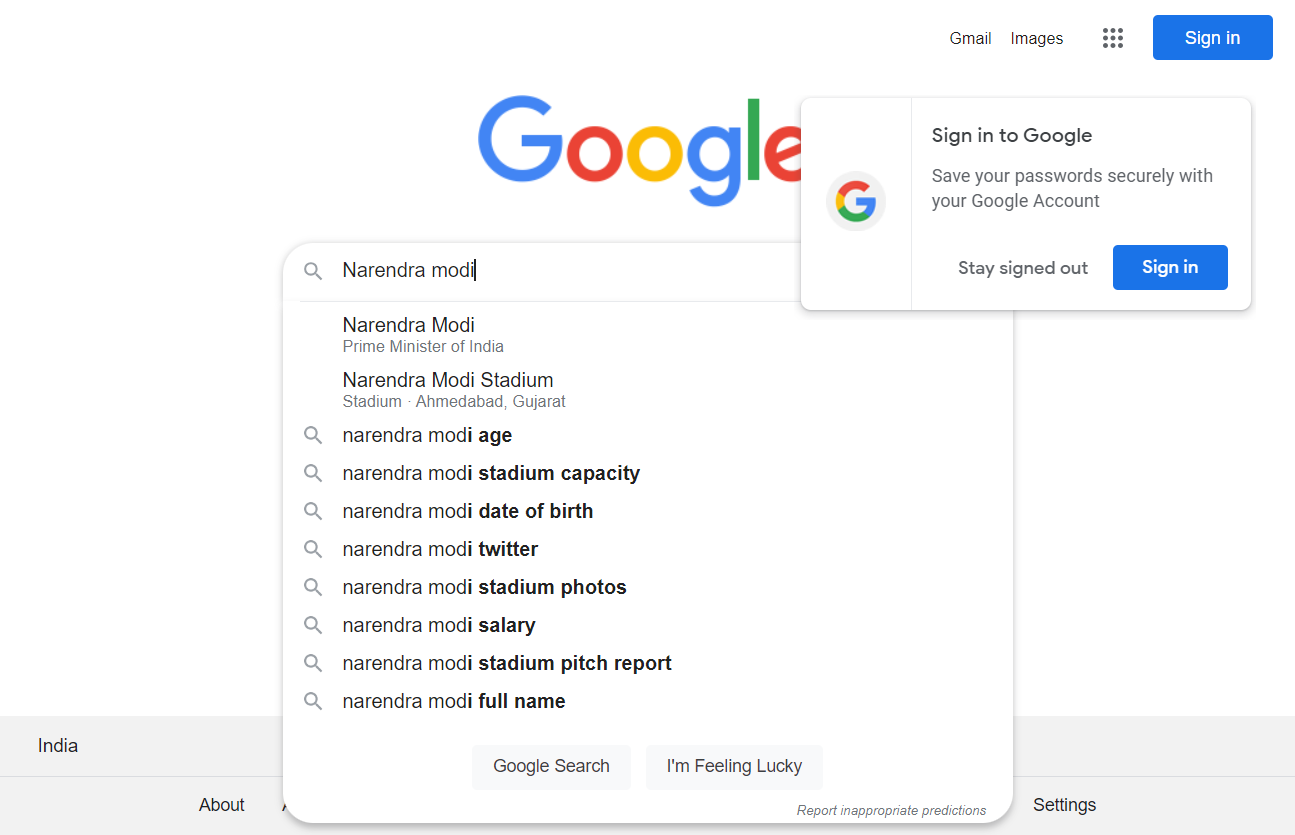 Gmail Images Sign in
Google
Sign in to Google
Save your passwords securely with
your Google Account
Stay signed out Sign in
Narendra modi
Narendra Modi
Prime Minister of India
Narendra Modi Stadium
Stadium · Ahmedabad, Gujarat
narendra modi age
narendra modi stadium capacity
narendra modi date of birth
narendra modi twitter
narendra modi stadium photos
narendra modi salary
narendra modi stadium pitch report
narendra modi full name
Google Search I'm Feeling Lucky
Report inappropriate predictions
India
About Settings